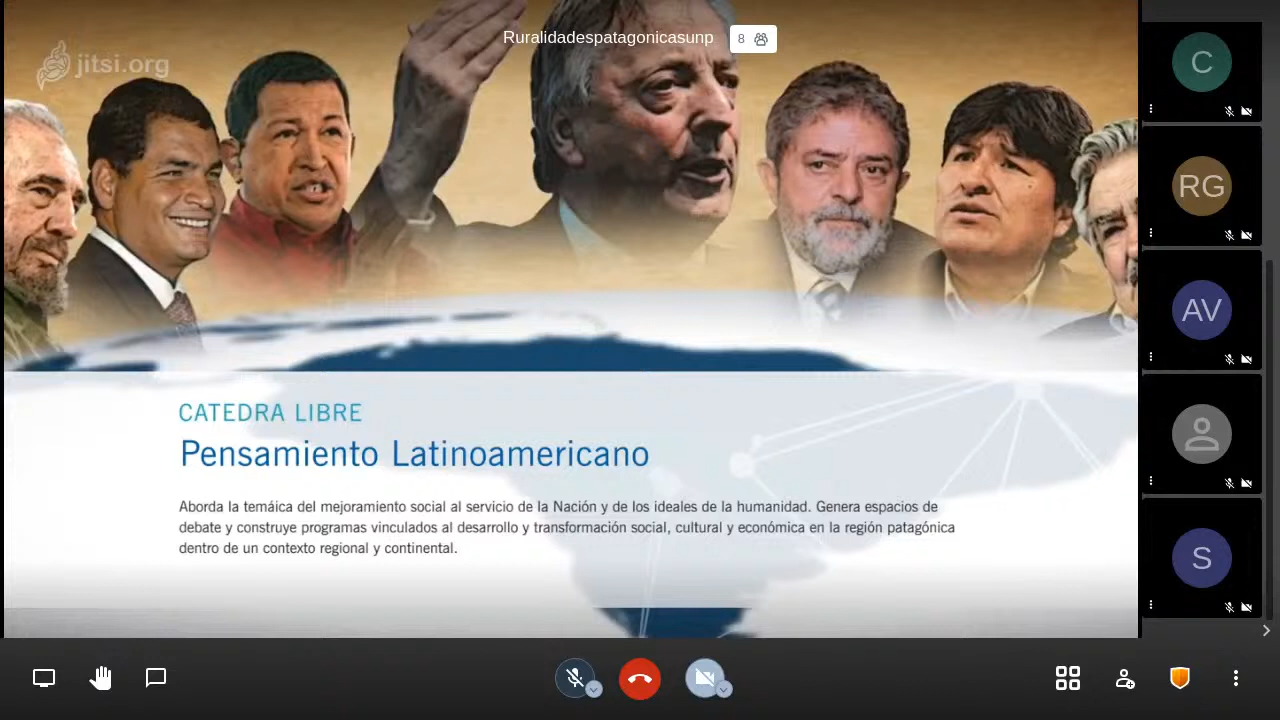 Ruralidadespatagonicasunp 8
jitsi.org
C
RG
AV
S
CATEDRA LIBRE
Pensamiento Latinoamericano
Aborda la temáica del mejoramiento social al servicio de la Nación y de los ideales de la humanidad. Genera espacios de
debate y construye programas vinculados al desarrollo y transformación social, cultural y económica en la región patagónica
dentro de un contexto regional y continental.